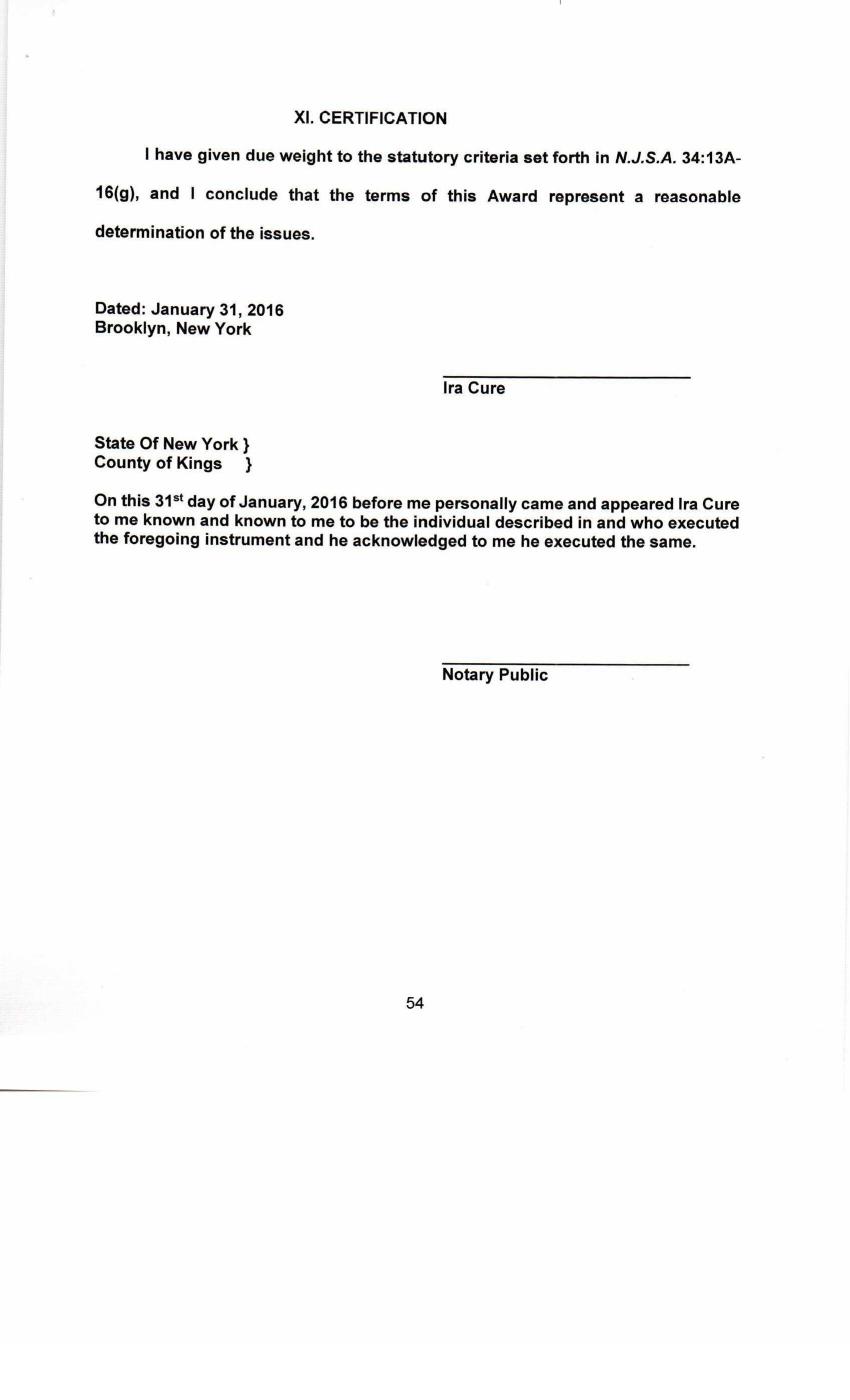 XI. CERTIFICATION
I have given due weight to the statutory criteria set forth in N.J.S.A. 34:13A-
16(g), and I conclude that the terms of this Award represent a reasonable
determination of the issues.
Dated: January 31, 2016
Brooklyn, New York
Ira Cure
State Of New York }
County of Kings }
On this 31st day of January, 2016 before me personally came and appeared Ira Cure
to me known and known to me to be the individual described in and who executed
the foregoing instrument and he acknowledged to me he executed the same.
Notary Public
54